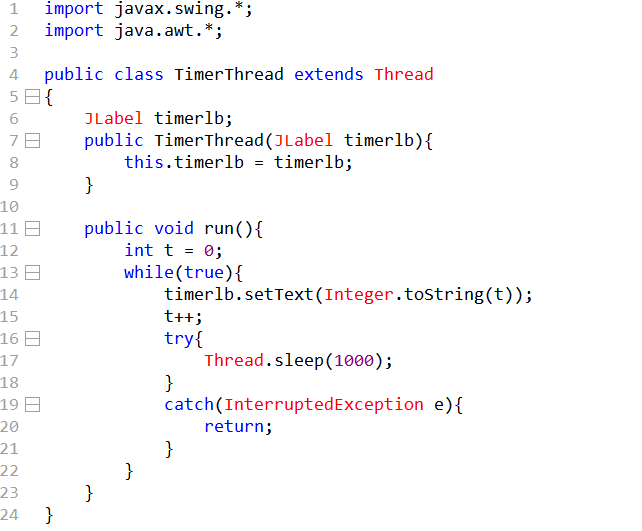 1 import javax.swing.*;
2 import java.awt.*;
3
4 public class TimerThread extends Thread
5 {
6     JLabel timerlb;
7     public TimerThread(JLabel timerlb){
8         this.timerlb = timerlb;
9     }
10
11     public void run(){
12         int t = 0;
13         while(true){
14             timerlb.setText(Integer.toString(t));
15             t++;
16             try{
17                 Thread.sleep(1000);
18             }
19             catch(InterruptedException e){
20                 return;
21             }
22         }
23     }
24 }